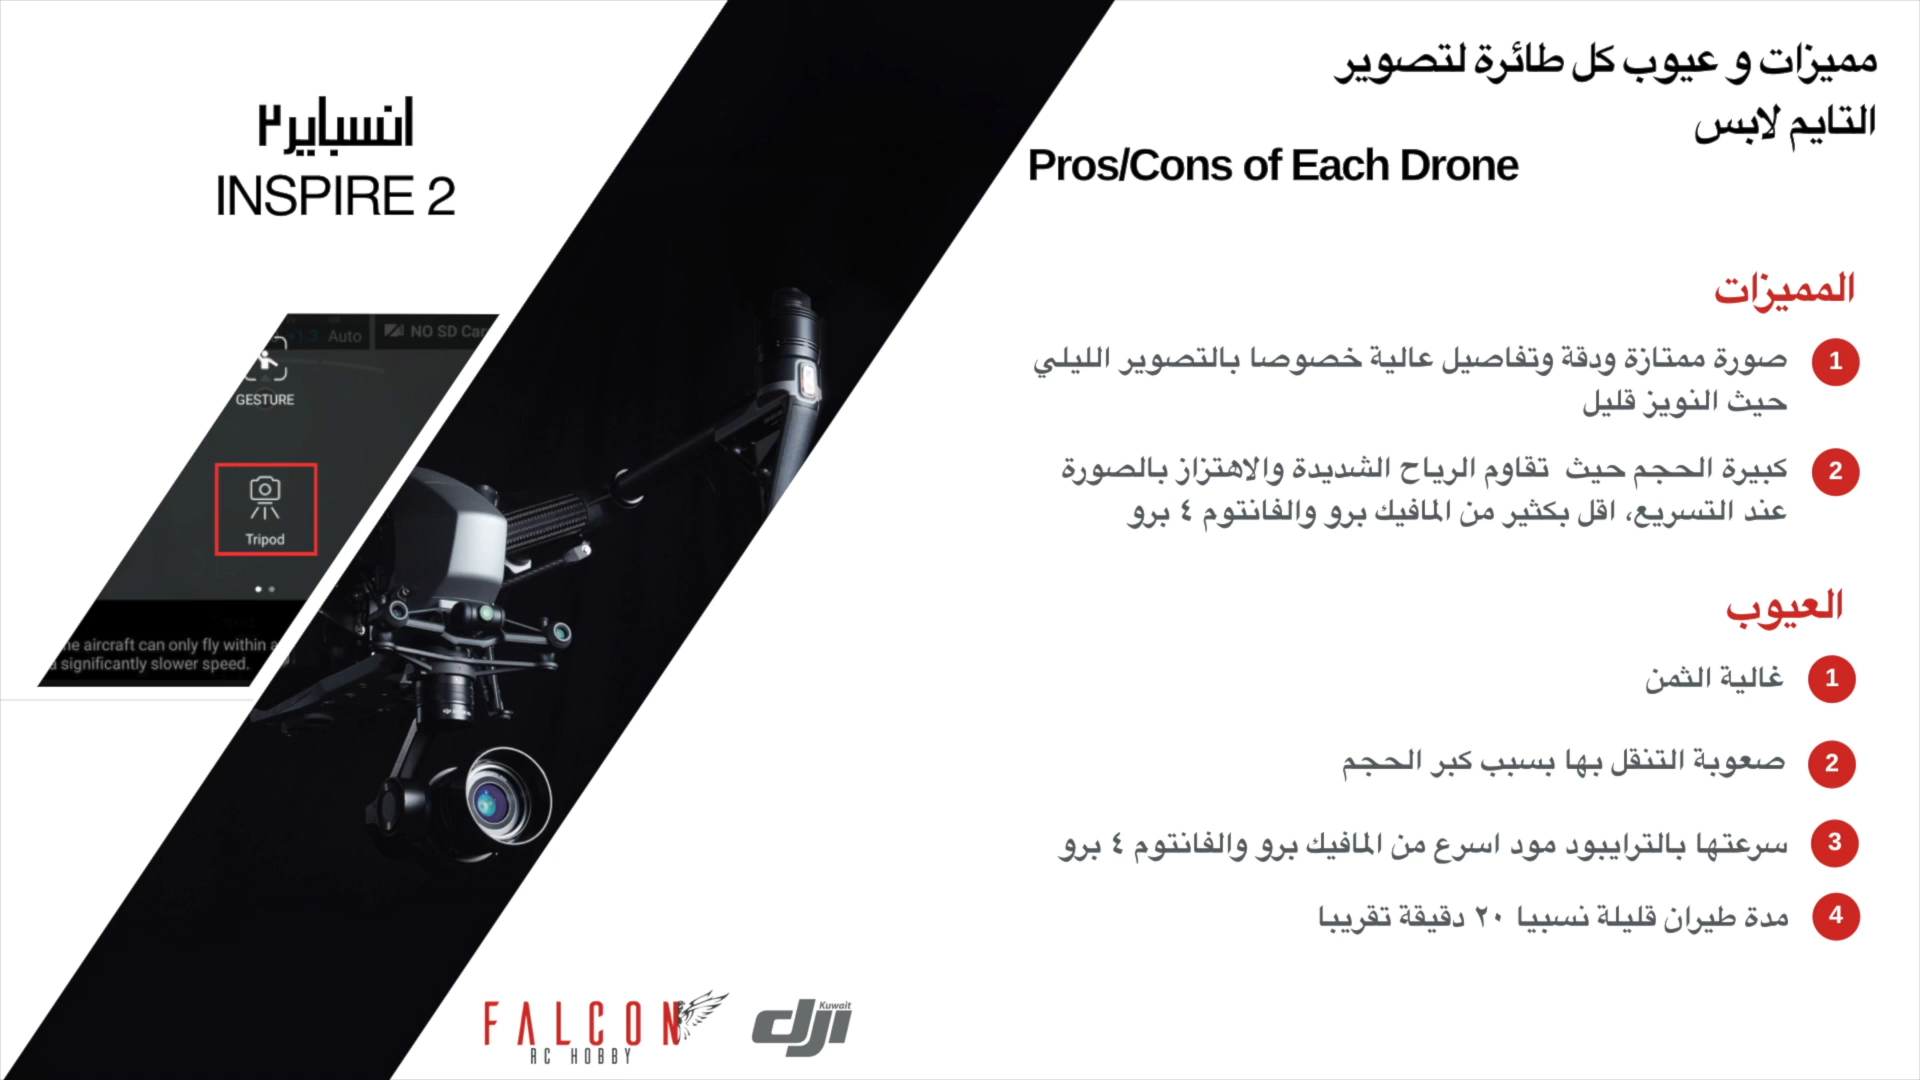 مميزات و عيوب كل طائرة لتصوير
التايم لابس
Pros/Cons of Each Drone
انسباير٢
INSPIRE 2
+1.3 Auto
NO SD Car
GESTURE
Tripod
he aircraft can only fly within a
significantly slower speed.
المميزات
1 صورة ممتازة ودقة وتفاصيل عالية خصوصا بالتصوير الليلي
حيث النويز قليل
2 كبيرة الحجم حيث تقاوم الرياح الشديدة والاهتزاز بالصورة
عند التسريع، اقل بكثير من المافيك برو والفانتوم ٤ برو
العيوب
1 غالية الثمن
2 صعوبة التنقل بها بسبب كبر الحجم
3 سرعتها بالترايبود مود اسرع من المافيك برو والفانتوم ٤ برو
4 مدة طيران قليلة نسبيا ٢٠ دقيقة تقريبا
FALCON
RC HOBBY
dji Kuwait